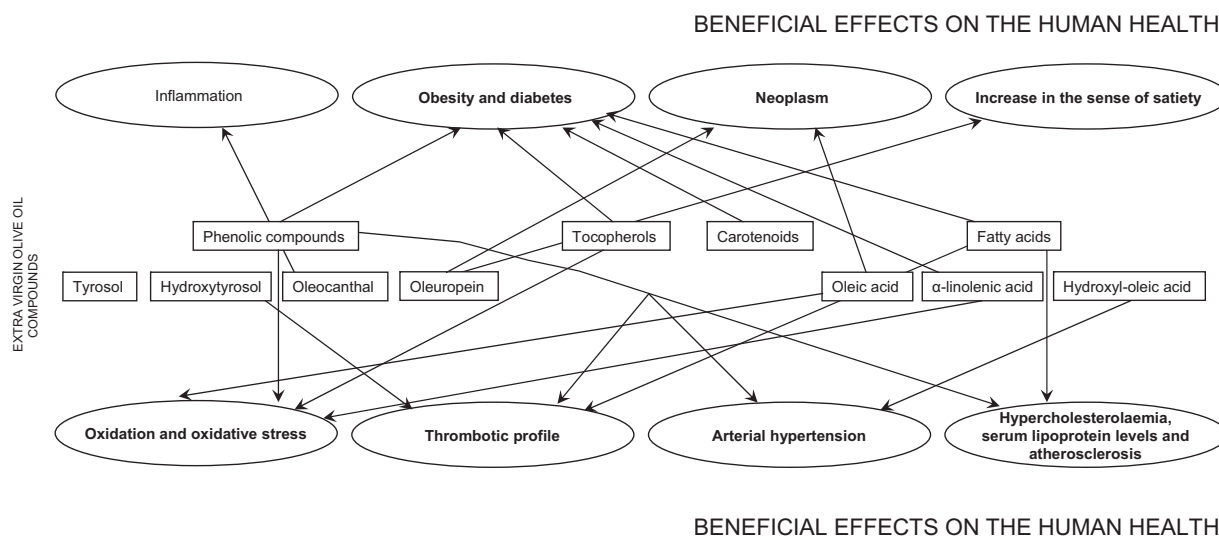 BENEFICIAL EFFECTS ON THE HUMAN HEALTH
Inflammation
Obesity and diabetes
Neoplasm
Increase in the sense of satiety
EXTRA VIRGIN OLIVE OIL
COMPOUNDS
Phenolic compounds
Tocopherols
Carotenoids
Fatty acids
Tyrosol
Hydroxytyrosol
Oleocanthal
Oleuropein
Oleic acid
α-linolenic acid
Hydroxyl-oleic acid
Oxidation and oxidative stress
Thrombotic profile
Arterial hypertension
Hypercholesterolaemia,
serum lipoprotein levels and
atherosclerosis
BENEFICIAL EFFECTS ON THE HUMAN HEALTH